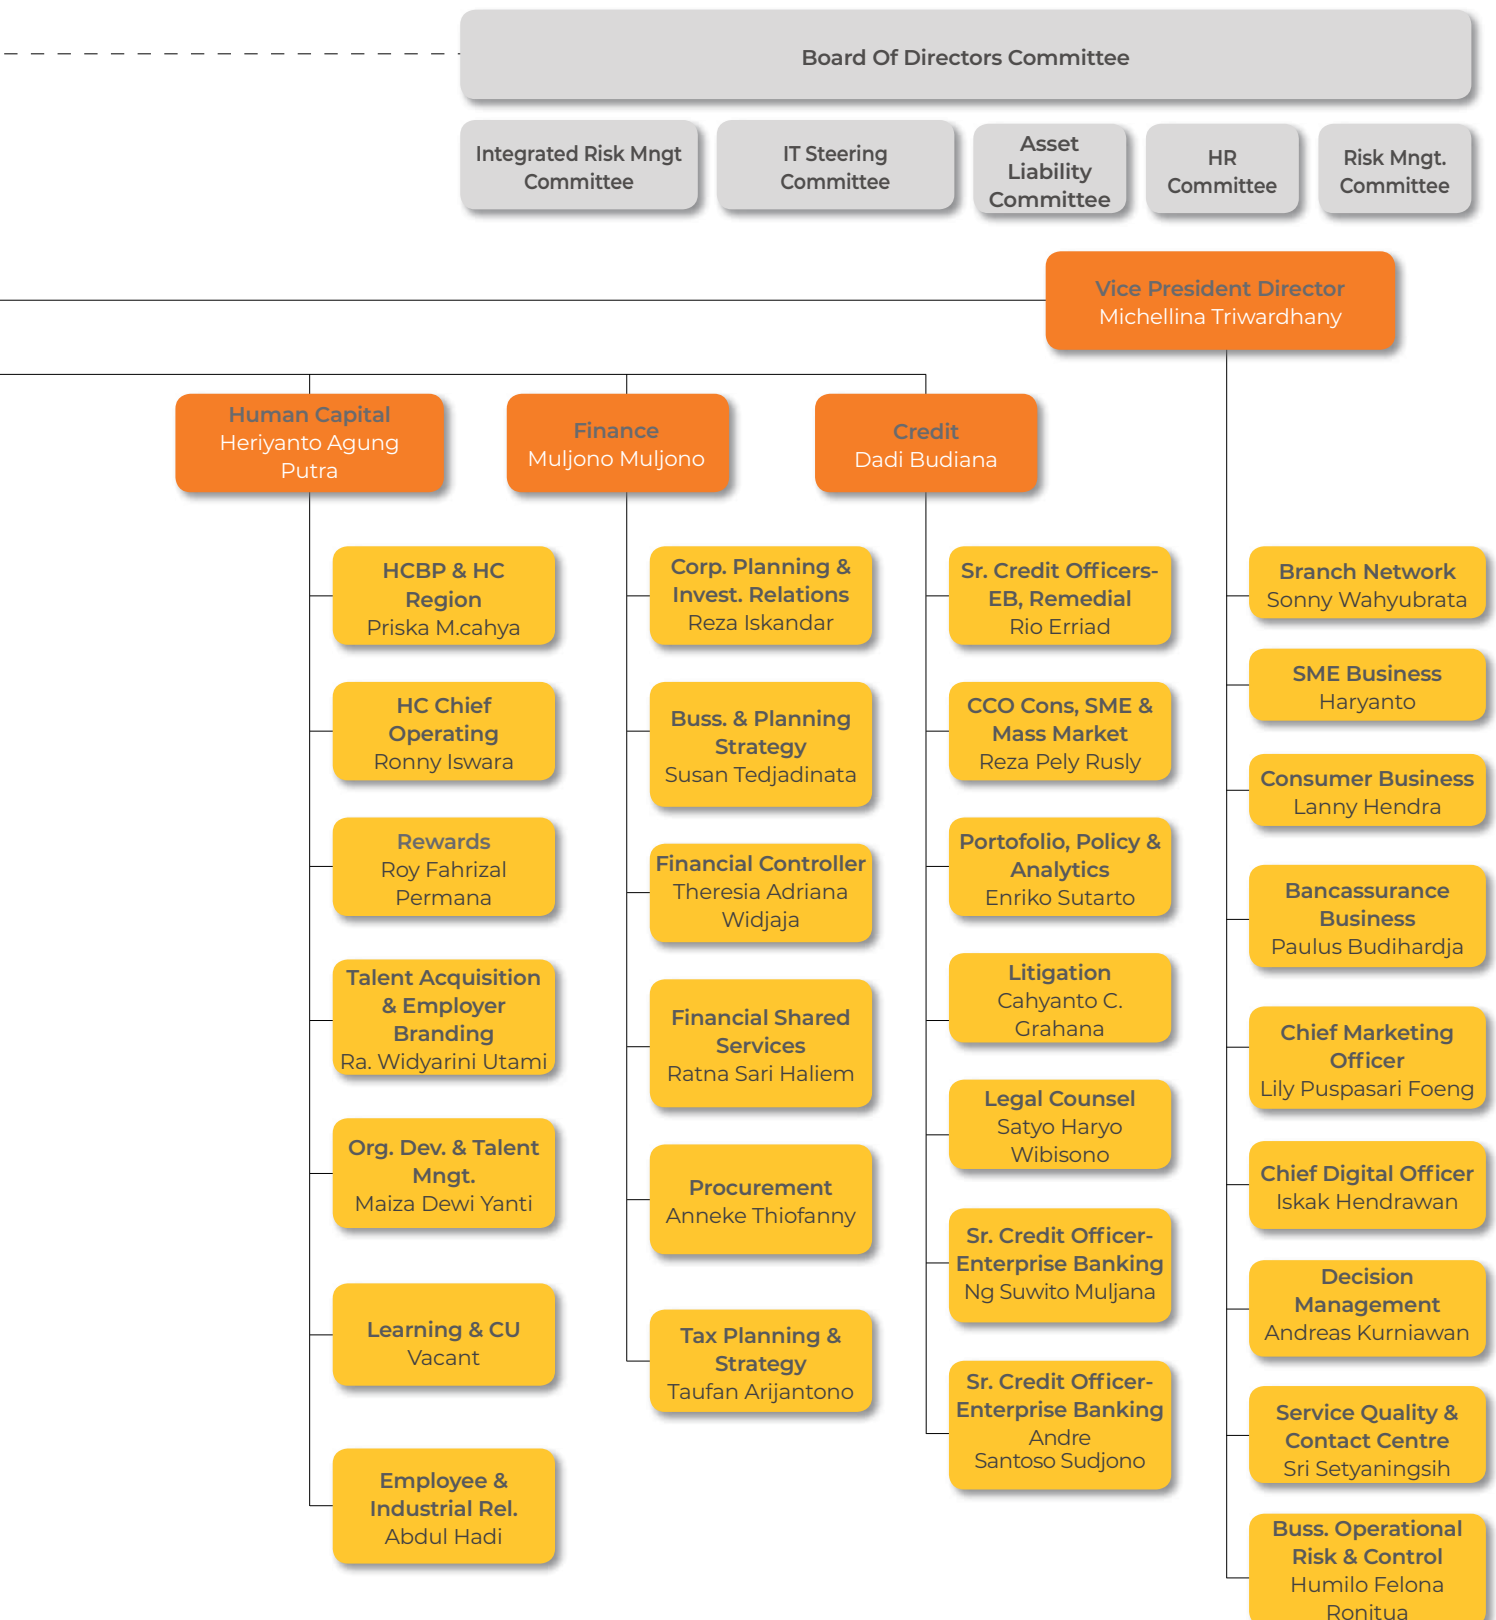 Board Of Directors Committee
Integrated Risk Mngt
Committee
IT Steering
Committee
Asset
Liability
Committee
HR
Committee
Risk Mngt.
Committee
Vice President Director
Michellina Triwardhany
Human Capital
Heriyanto Agung
Putra
Finance
Muljono Muljono
Credit
Dadi Budiana
HCBP & HC
Region
Priska M.cahya
HC Chief
Operating
Ronny Iswara
Rewards
Roy Fahrizal
Permana
Talent Acquisition
& Employer
Branding
Ra. Widyarini Utami
Org. Dev. & Talent
Mngt.
Maiza Dewi Yanti
Learning & CU
Vacant
Employee &
Industrial Rel.
Abdul Hadi
Corp. Planning &
Invest. Relations
Reza Iskandar
Buss. & Planning
Strategy
Susan Tedjadinata
Financial Controller
Theresia Adriana
Widjaja
Financial Shared
Services
Ratna Sari Haliem
Procurement
Anneke Thiofanny
Tax Planning &
Strategy
Taufan Arijantono
Sr. Credit Officers-
EB, Remedial
Rio Erriad
CCO Cons, SME &
Mass Market
Reza Pely Rusly
Portofolio, Policy &
Analytics
Enriko Sutarto
Litigation
Cahyanto C.
Grahana
Legal Counsel
Satyo Haryo
Wibisono
Sr. Credit Officer-
Enterprise Banking
Ng Suwito Muljana
Sr. Credit Officer-
Enterprise Banking
Andre
Santoso Sudjono
Branch Network
Sonny Wahyubrata
SME Business
Haryanto
Consumer Business
Lanny Hendra
Bancassurance
Business
Paulus Budihardja
Chief Marketing
Officer
Lily Puspasari Foeng
Chief Digital Officer
Iskak Hendrawan
Decision
Management
Andreas Kurniawan
Service Quality &
Contact Centre
Sri Setyaningsih
Buss. Operational
Risk & Control
Humilo Felona
Ronitua